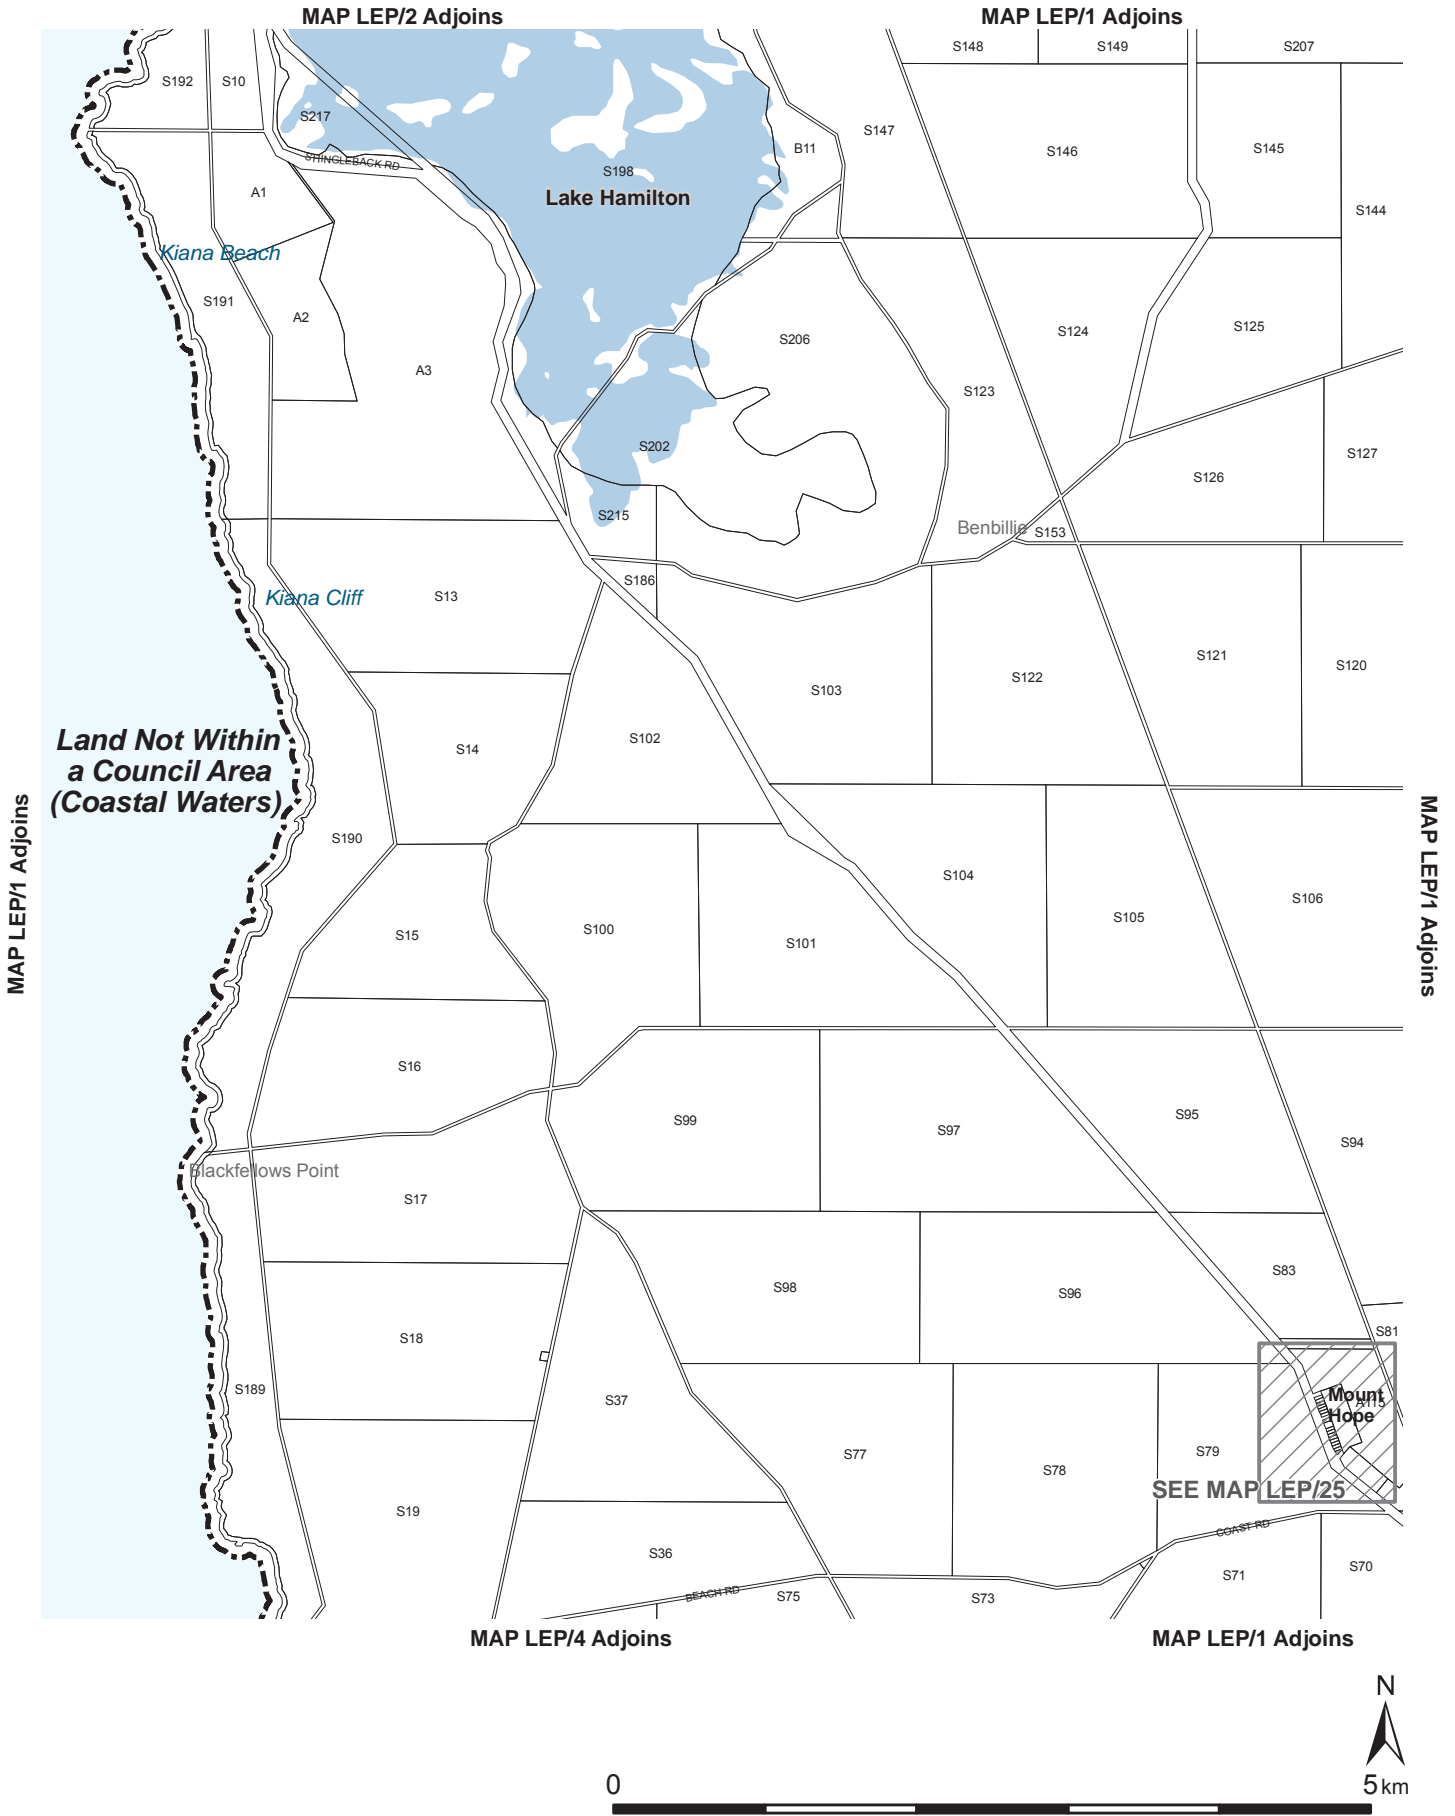 MAP LEP/2 Adjoins
MAP LEP/1 Adjoins
S148
S149
S207
S192
S10
S217
S147
B11
S146
S145
SHINGLEBACK RD
S198
Lake Hamilton
A1
S144
Kiana Beach
S191
A2
S206
S124
S125
A3
S123
S202
S126
S127
S215
Benbillie
S153
S186
Kiana Cliff
S13
S103
S122
S121
S120
Land Not Within
a Council Area
(Coastal Waters)
S14
S102
MAP LEP/1 Adjoins
MAP LEP/1 Adjoins
S190
S104
S106
S15
S100
S101
S105
S16
S99
S97
S95
S94
Blackfellows Point
S17
S98
S96
S83
S18
S81
S189
S37
Mount
Hope
A115
S77
S78
S79
SEE MAP LEP/25
S19
COAST RD
S36
S71
S70
BEACH RD
S75
S73
MAP LEP/4 Adjoins
MAP LEP/1 Adjoins
N
0
5 km